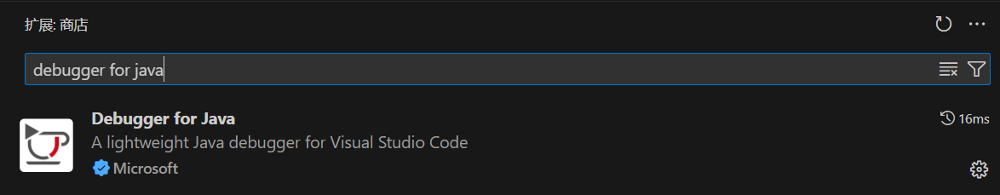 扩展: 商店
debugger for java
Debugger for Java
16ms
A lightweight Java debugger for Visual Studio Code
Microsoft